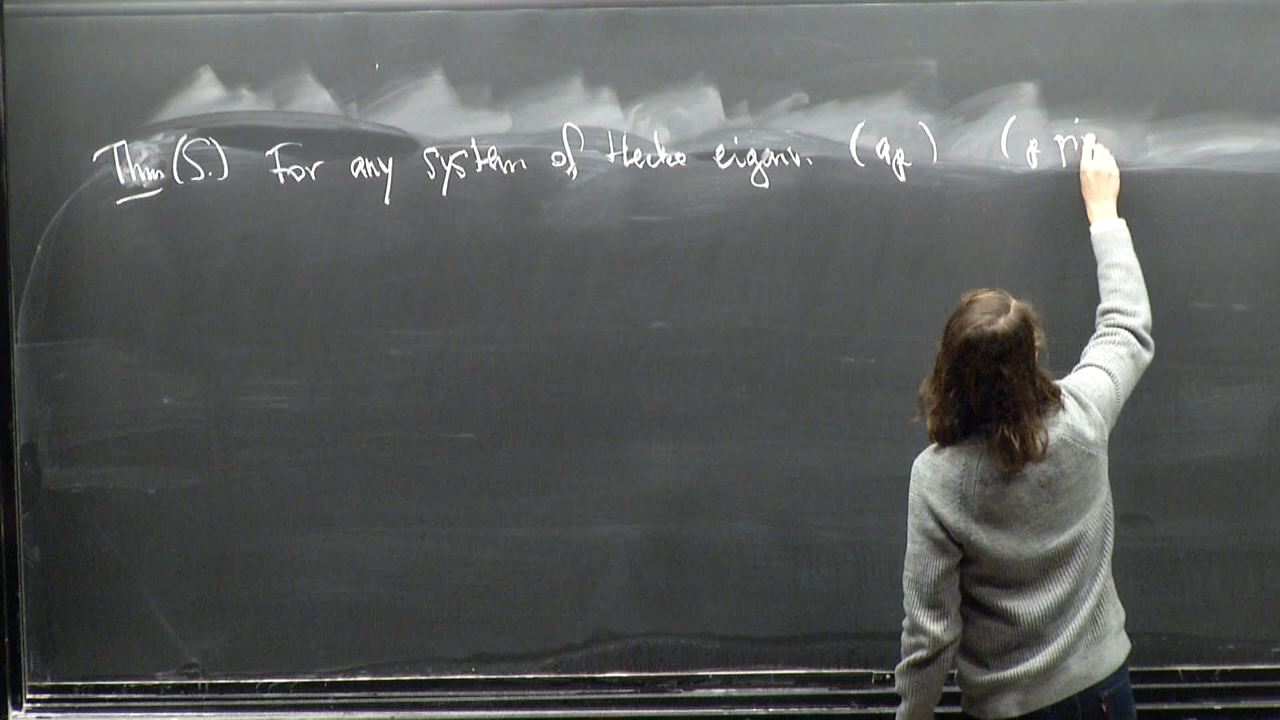 Thm (S.) For any system of Hecke eigenv. (a_p) (p pri